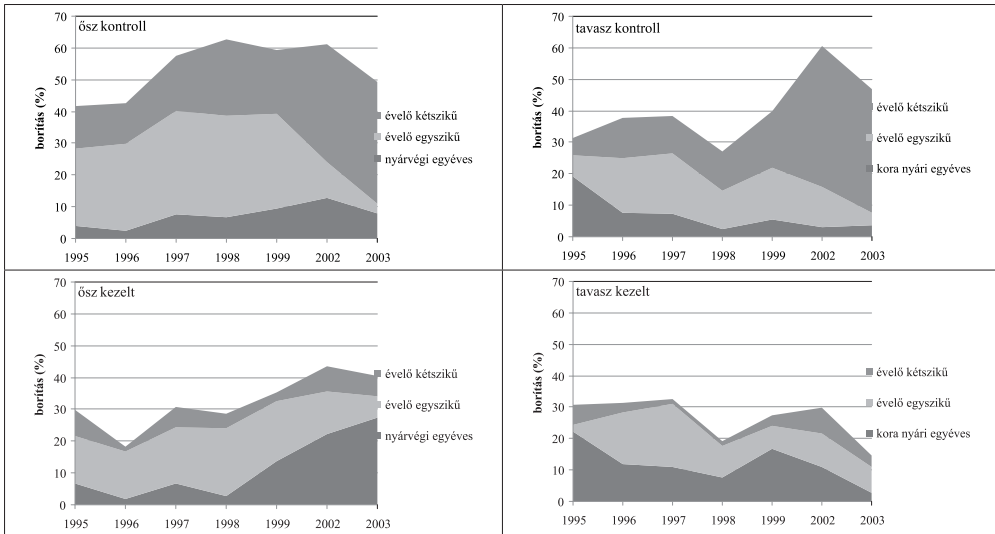 ősz kontroll
borítás (%)
70
60
50
40
30
20
10
0
1995 1996 1997 1998 1999 2002 2003
évelő kétszikű
évelő egyszikű
nyárvégi egyéves
tavasz kontroll
borítás (%)
70
60
50
40
30
20
10
0
1995 1996 1997 1998 1999 2002 2003
évelő kétszikű
évelő egyszikű
kora nyári egyéves
ősz kezelt
borítás (%)
70
60
50
40
30
20
10
0
1995 1996 1997 1998 1999 2002 2003
évelő kétszikű
évelő egyszikű
nyárvégi egyéves
tavasz kezelt
borítás (%)
70
60
50
40
30
20
10
0
1995 1996 1997 1998 1999 2002 2003
évelő kétszikű
évelő egyszikű
kora nyári egyéves